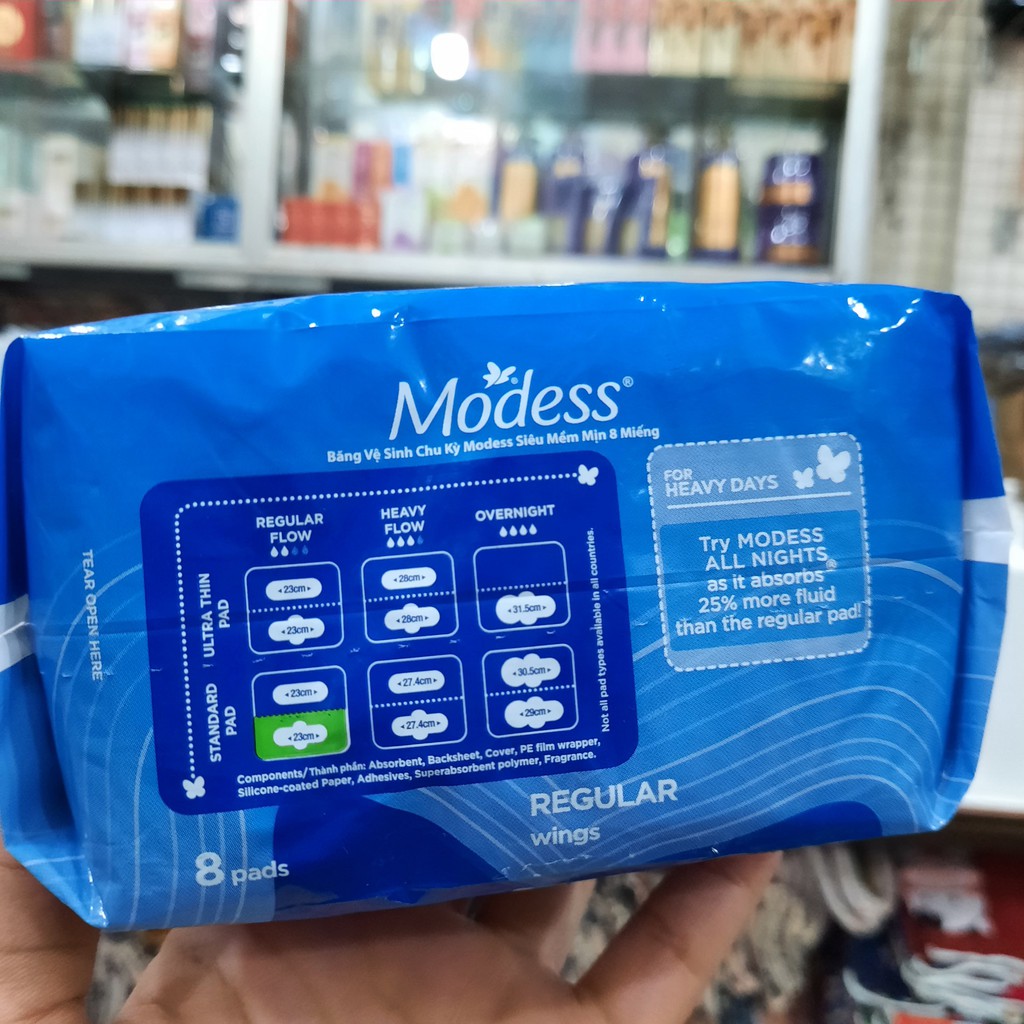 Modess®
Băng Vệ Sinh Chu Kỳ Modess Siêu Mềm Mịn 8 Miếng
REGULAR
FLOW
HEAVY
FLOW
OVERNIGHT
ULTRA THIN
PAD
23cm
23cm
28cm
28cm
31.5cm
STANDARD
PAD
23cm
23cm
27.4cm
27.4cm
30.5cm
29cm
Not all pad types available in all countries.
Components/ Thành phần: Absorbent, Backsheet, Cover, PE film wrapper,
Silicone-coated Paper, Adhesives, Superabsorbent polymer, Fragrance.
FOR
HEAVY DAYS
Try MODESS
ALL NIGHTS®
as it absorbs
25% more fluid
than the regular pad!
TEAR OPEN HERE
REGULAR
wings
8 pads